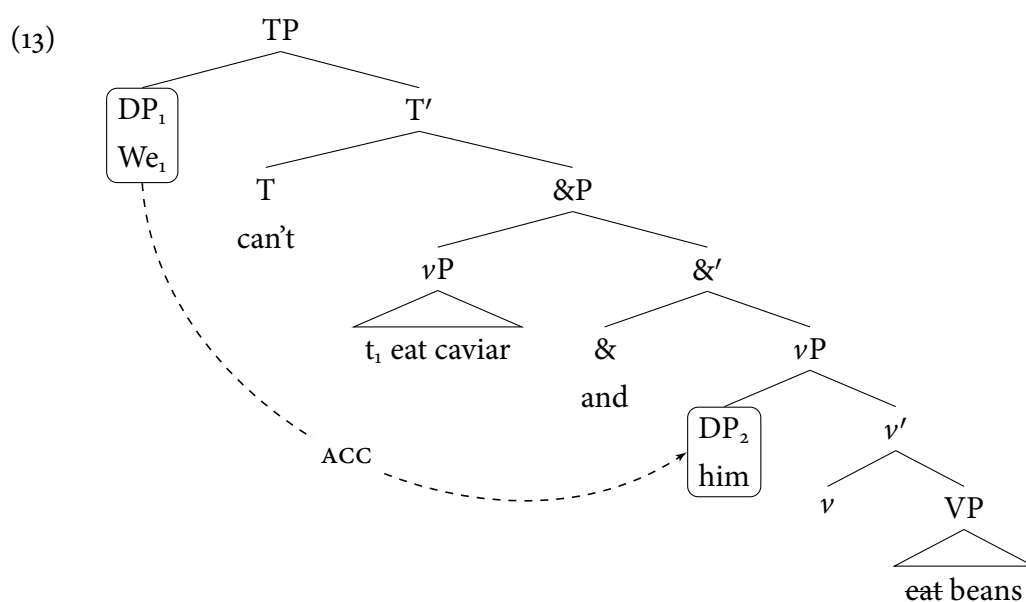 (13)
TP
DP₁
We₁
T′
T
can't
&P
vP
t₁ eat caviar
&′
&
and
vP
DP₂
him
v′
v
VP
eat beans
ACC